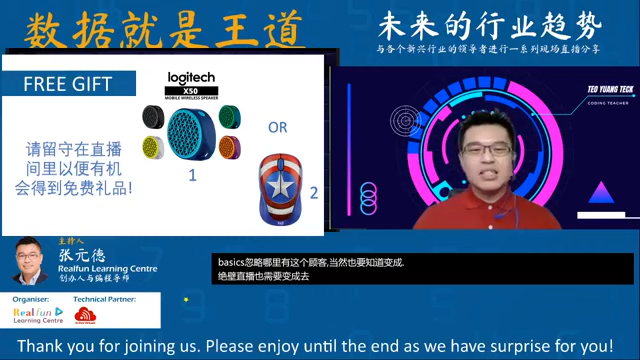 数据就是王道
未来的行业趋势
与各个新兴行业的领导者进行一系列现场直播分享
FREE GIFT
logitech
X50
MOBILE WIRELESS SPEAKER
OR
请留守在直播
间里以便有机
会得到免费礼品!
1
2
TEO YUANG TECK
CODING TEACHER
主持人
张元德
Realfun Learning Centre
创办人与编程导师
basics忽略哪里有这个顾客,当然也要知道变成.
绝壁直播也需要变成去
Organiser:
Technical Partner:
Realfun
Learning Centre
Thank you for joining us. Please enjoy until the end as we have surprise for you!